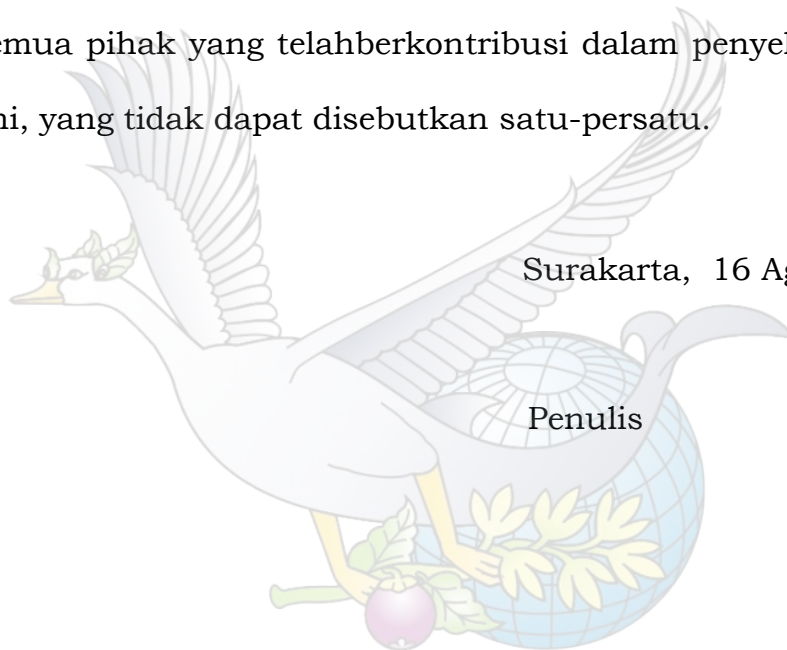 emua pihak yang telahberkontribusi dalam penyel
ni, yang tidak dapat disebutkan satu-persatu.
Surakarta, 16 Ag
Penulis